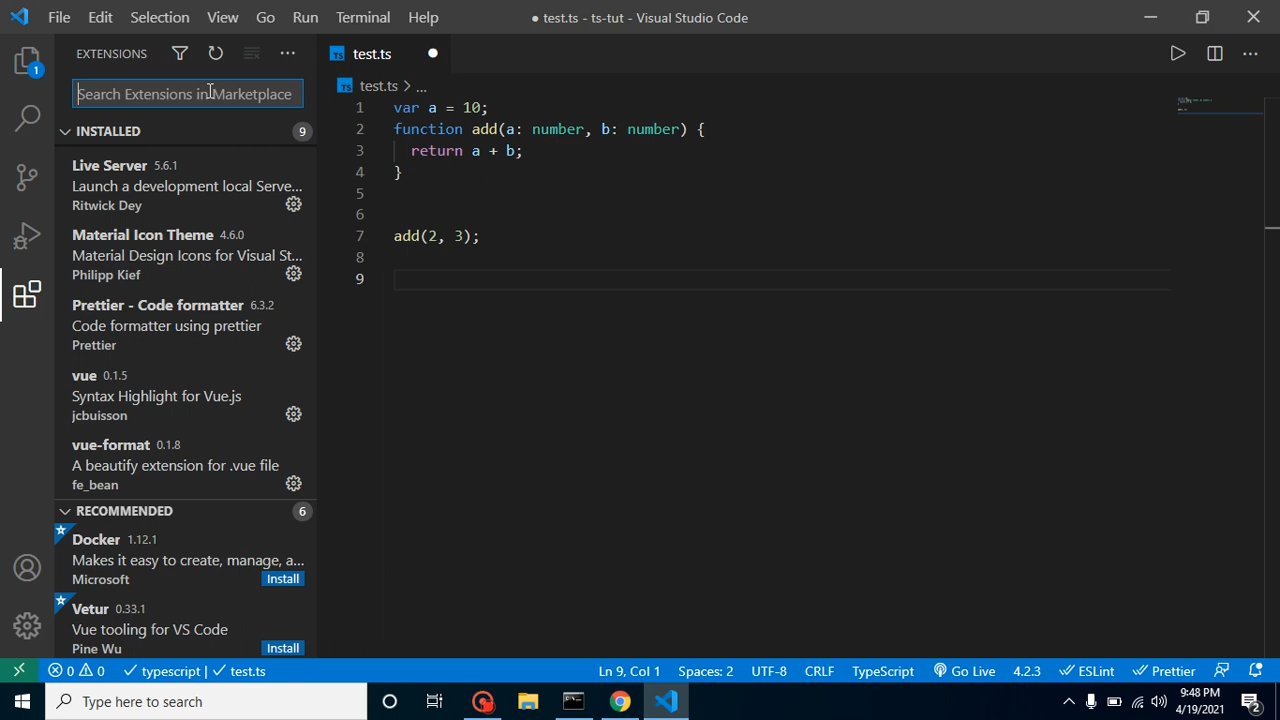 File Edit Selection View Go Run Terminal Help ● test.ts - ts-tut - Visual Studio Code
EXTENSIONS
Search Extensions in Marketplace
INSTALLED 9
Live Server 5.6.1
Launch a development local Serve...
Ritwick Dey
Material Icon Theme 4.6.0
Material Design Icons for Visual St...
Philipp Kief
Prettier - Code formatter 6.3.2
Code formatter using prettier
Prettier
vue 0.1.5
Syntax Highlight for Vue.js
jcbuisson
vue-format 0.1.8
A beautify extension for .vue file
fe_bean
RECOMMENDED 6
Docker 1.12.1
Makes it easy to create, manage, a...
Microsoft Install
Vetur 0.33.1
Vue tooling for VS Code
Pine Wu Install
1
TS test.ts ●
TS test.ts > ...
1 var a = 10;
2 function add(a: number, b: number) {
3 return a + b;
4 }
5
6
7 add(2, 3);
8
9
0 0 typescript | test.ts Ln 9, Col 1 Spaces: 2 UTF-8 CRLF TypeScript Go Live 4.2.3 ESLint Prettier
Type here to search
9:48 PM
4/19/2021
2